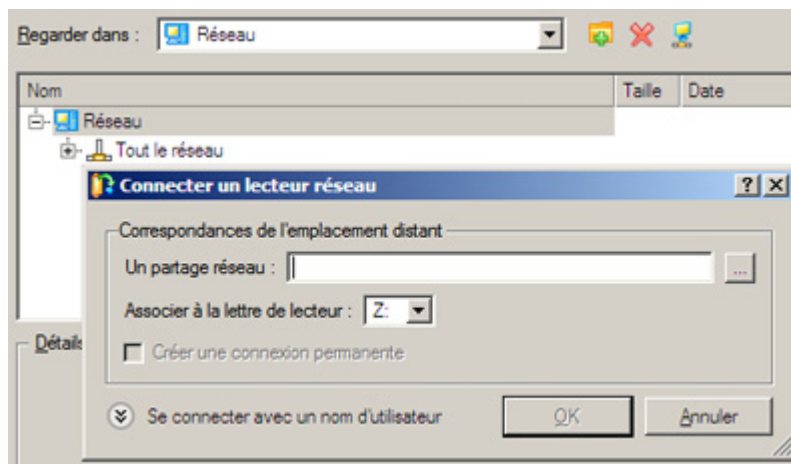 Regarder dans : Réseau
Nom Taille Date
Réseau
Tout le réseau
Connecter un lecteur réseau
Correspondances de l'emplacement distant
Un partage réseau : ...
Associer à la lettre de lecteur : Z:
Créer une connexion permanente
Détails
Se connecter avec un nom d'utilisateur OK Annuler